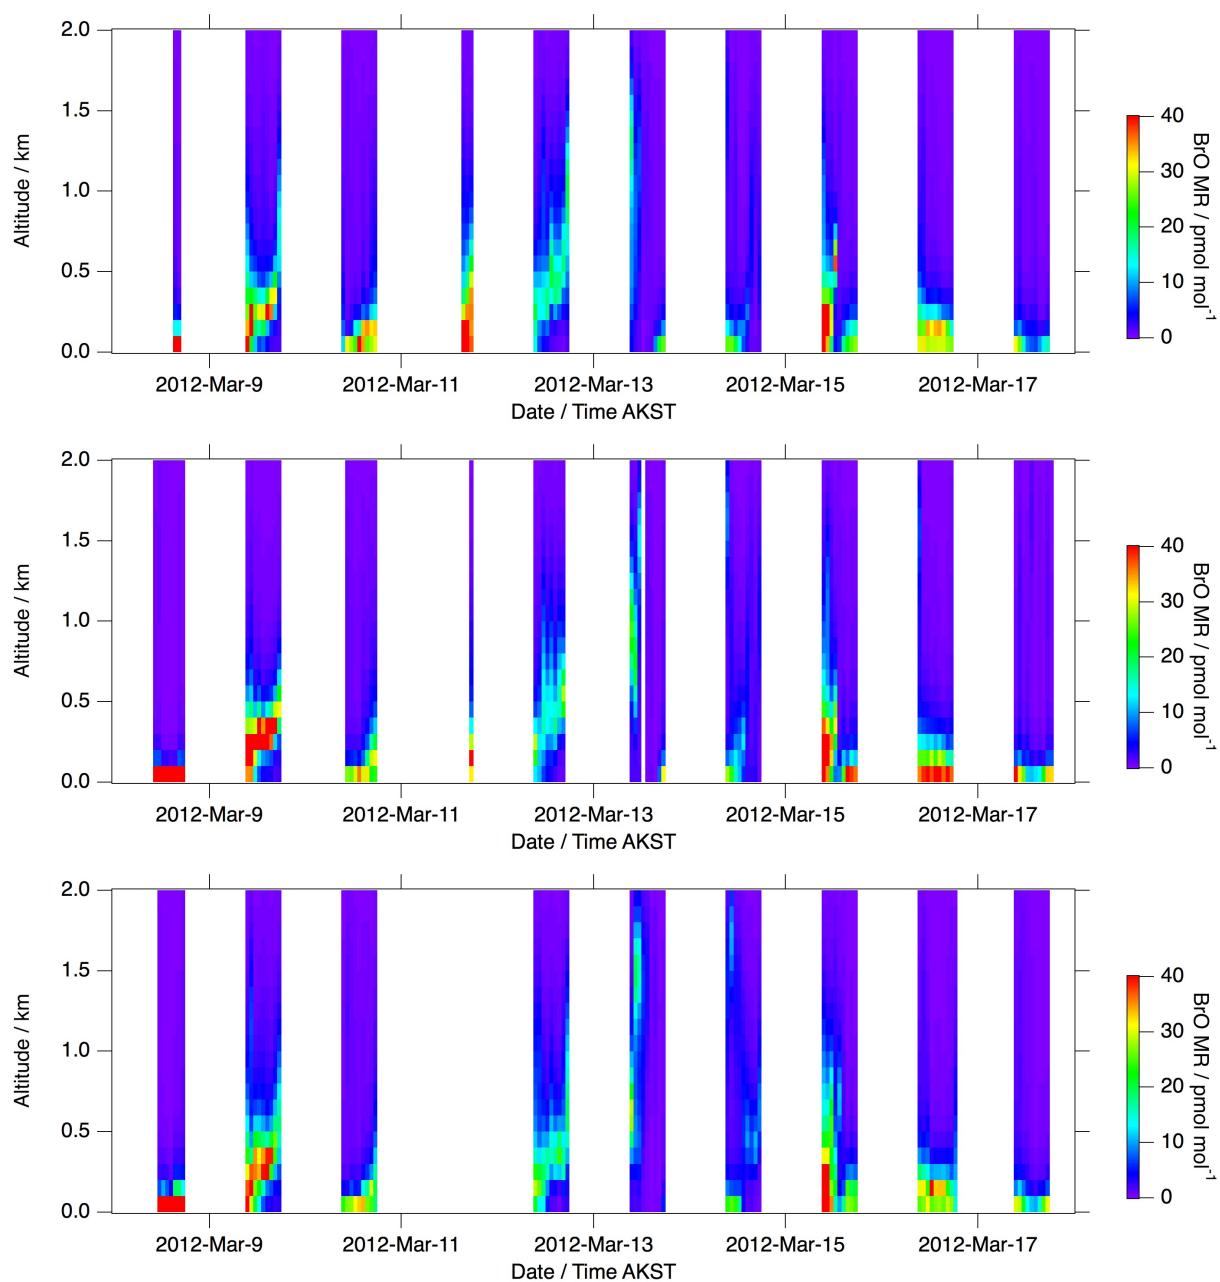 2.0
1.5
1.0
0.5
0.0
Altitude / km
2012-Mar-9 2012-Mar-11 2012-Mar-13 2012-Mar-15 2012-Mar-17
Date / Time AKST
40
30
20
10
0
BrO MR / pmol mol⁻¹
2.0
1.5
1.0
0.5
0.0
Altitude / km
2012-Mar-9 2012-Mar-11 2012-Mar-13 2012-Mar-15 2012-Mar-17
Date / Time AKST
40
30
20
10
0
BrO MR / pmol mol⁻¹
2.0
1.5
1.0
0.5
0.0
Altitude / km
2012-Mar-9 2012-Mar-11 2012-Mar-13 2012-Mar-15 2012-Mar-17
Date / Time AKST
40
30
20
10
0
BrO MR / pmol mol⁻¹